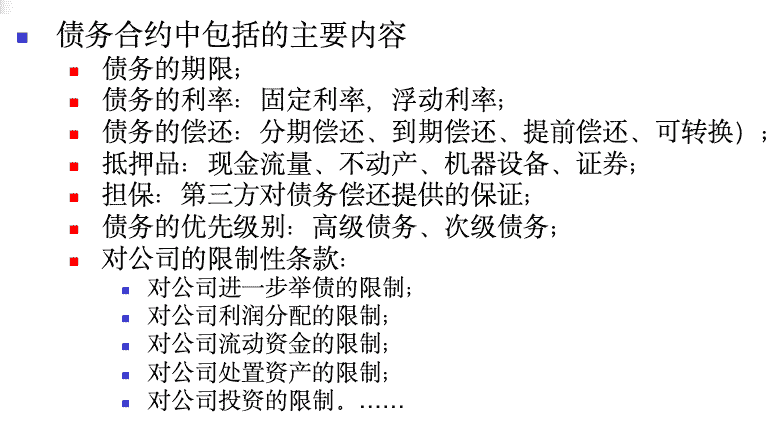 债务合约中包括的主要内容
债务的期限；
债务的利率：固定利率，浮动利率；
债务的偿还：分期偿还、到期偿还、提前偿还、可转换）；
抵押品：现金流量、不动产、机器设备、证券；
担保：第三方对债务偿还提供的保证；
债务的优先级别：高级债务、次级债务；
对公司的限制性条款：
对公司进一步举债的限制；
对公司利润分配的限制；
对公司流动资金的限制；
对公司处置资产的限制；
对公司投资的限制。……